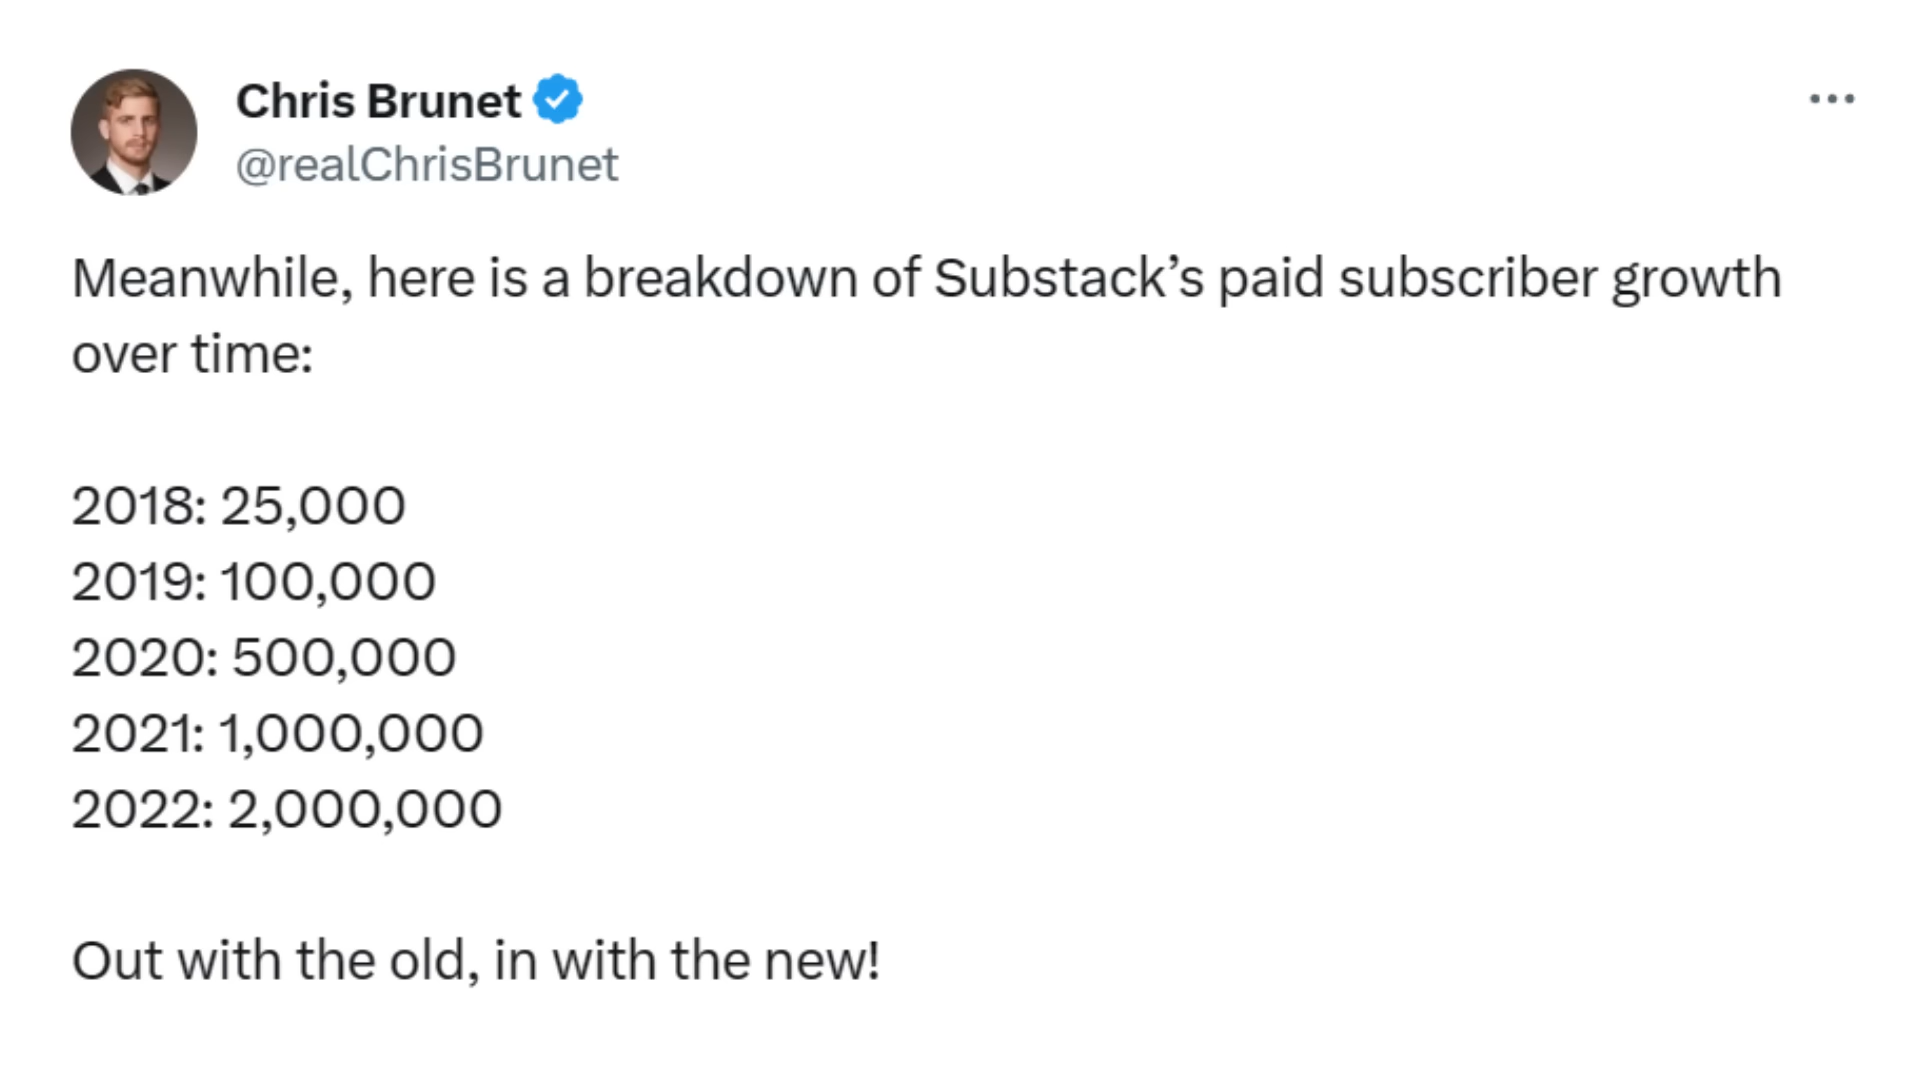 Chris Brunet
@realChrisBrunet
Meanwhile, here is a breakdown of Substack’s paid subscriber growth
over time:
2018: 25,000
2019: 100,000
2020: 500,000
2021: 1,000,000
2022: 2,000,000
Out with the old, in with the new!